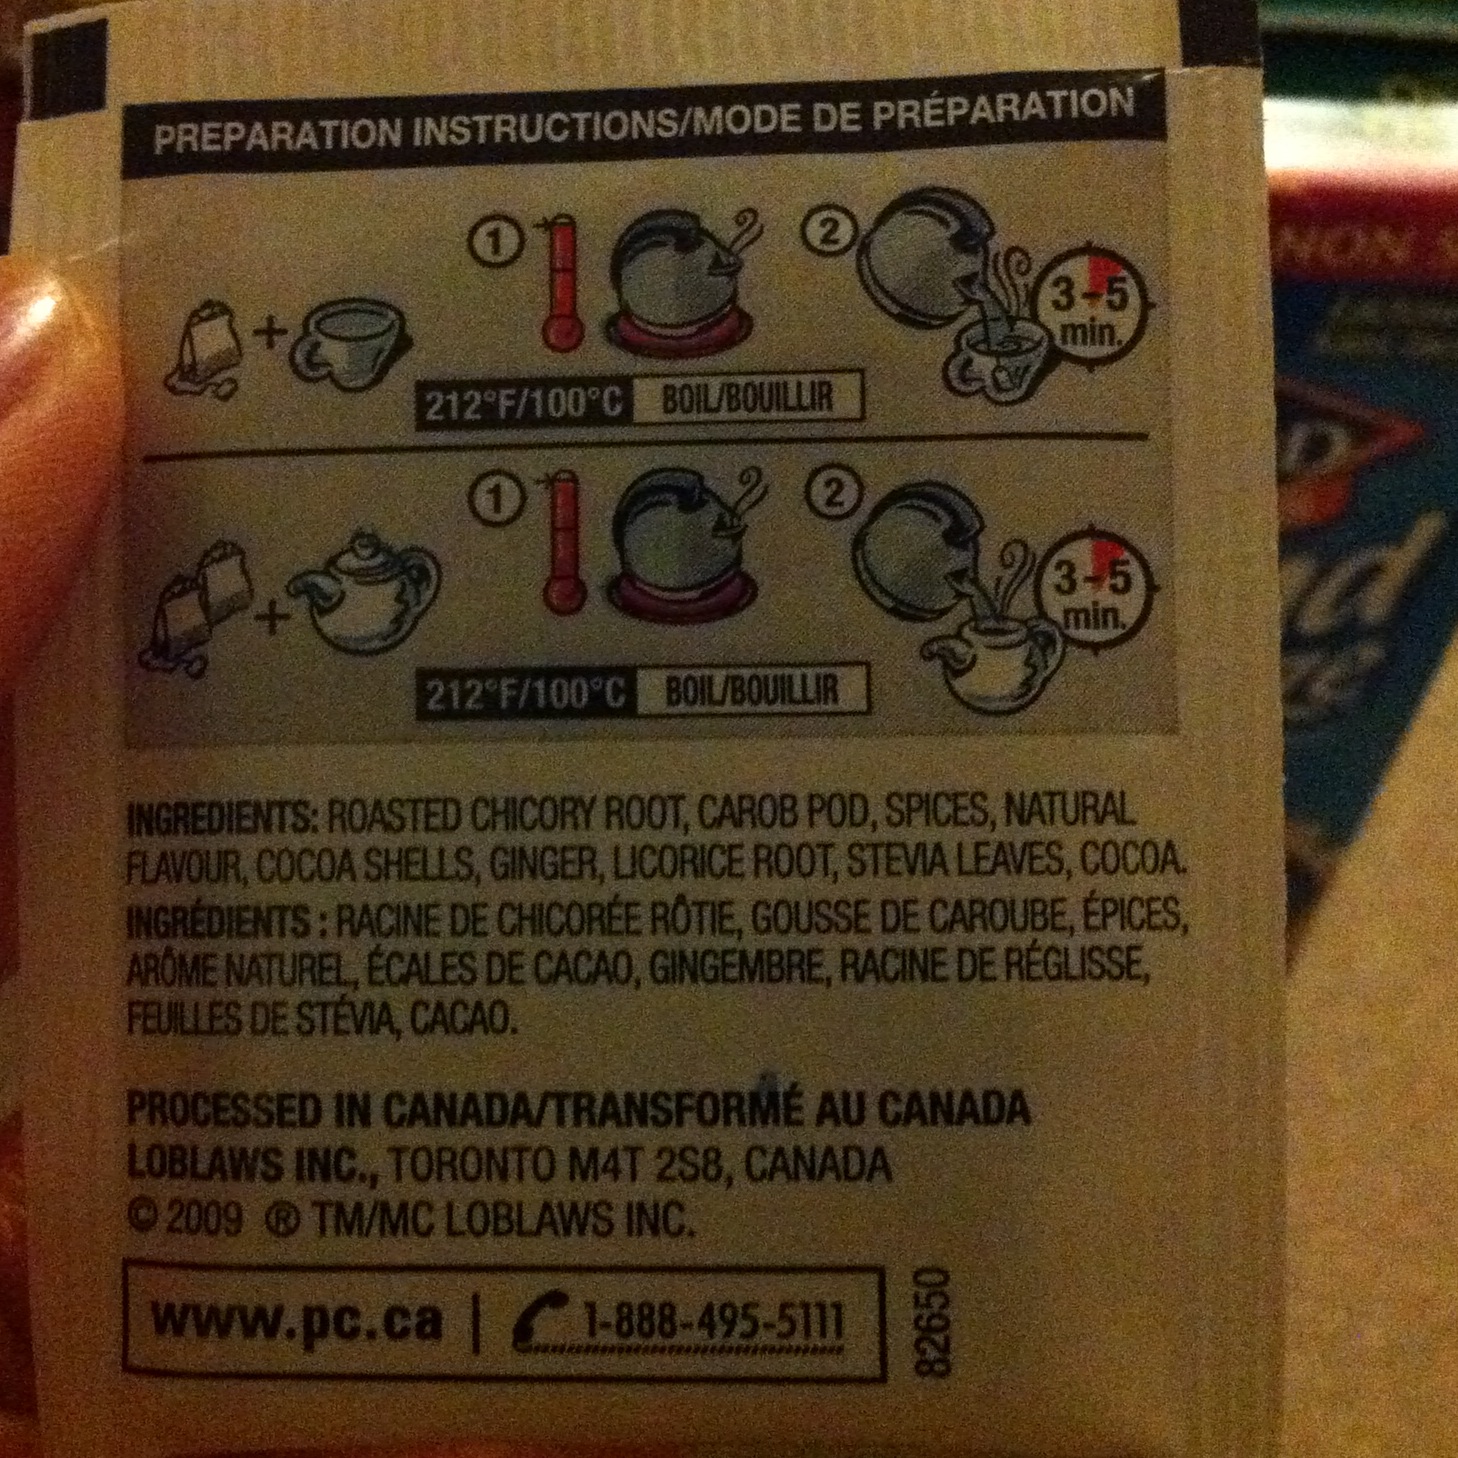 PREPARATION INSTRUCTIONS/MODE DE PRÉPARATION
+
1
2
3-5
min.
212°F/100°C BOIL/BOUILLIR
+
1
2
3-5
min.
212°F/100°C BOIL/BOUILLIR
INGREDIENTS: ROASTED CHICORY ROOT, CAROB POD, SPICES, NATURAL
FLAVOUR, COCOA SHELLS, GINGER, LICORICE ROOT, STEVIA LEAVES, COCOA.
INGRÉDIENTS : RACINE DE CHICORÉE RÔTIE, GOUSSE DE CAROUBE, ÉPICES,
ARÔME NATUREL, ÉCALES DE CACAO, GINGEMBRE, RACINE DE RÉGLISSE,
FEUILLES DE STÉVIA, CACAO.
PROCESSED IN CANADA/TRANSFORMÉ AU CANADA
LOBLAWS INC., TORONTO M4T 2S8, CANADA
© 2009 ® TM/MC LOBLAWS INC.
www.pc.ca | 1-888-495-5111
82650
NON